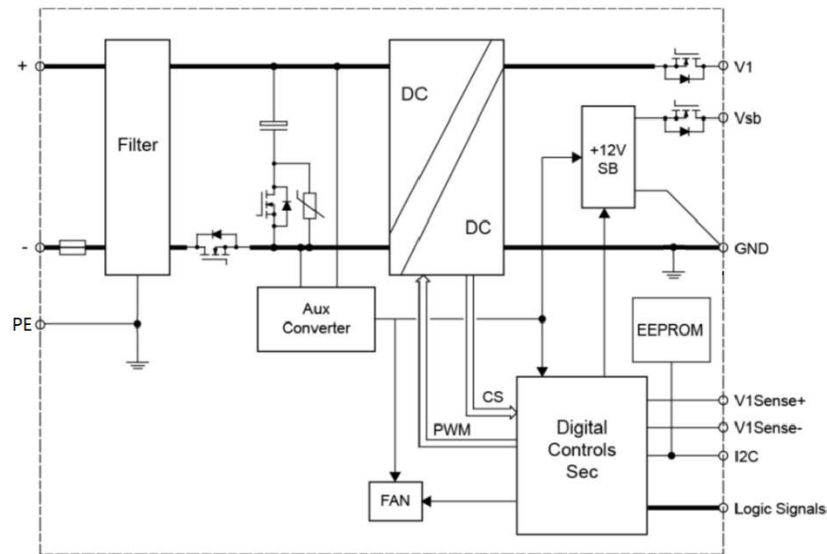 +
V1
DC
Vsb
Filter
+12V
SB
DC
-
GND
Aux
Converter
PE
EEPROM
CS
V1Sense+
PWM
Digital
Controls
Sec
V1Sense-
I2C
FAN
Logic Signals